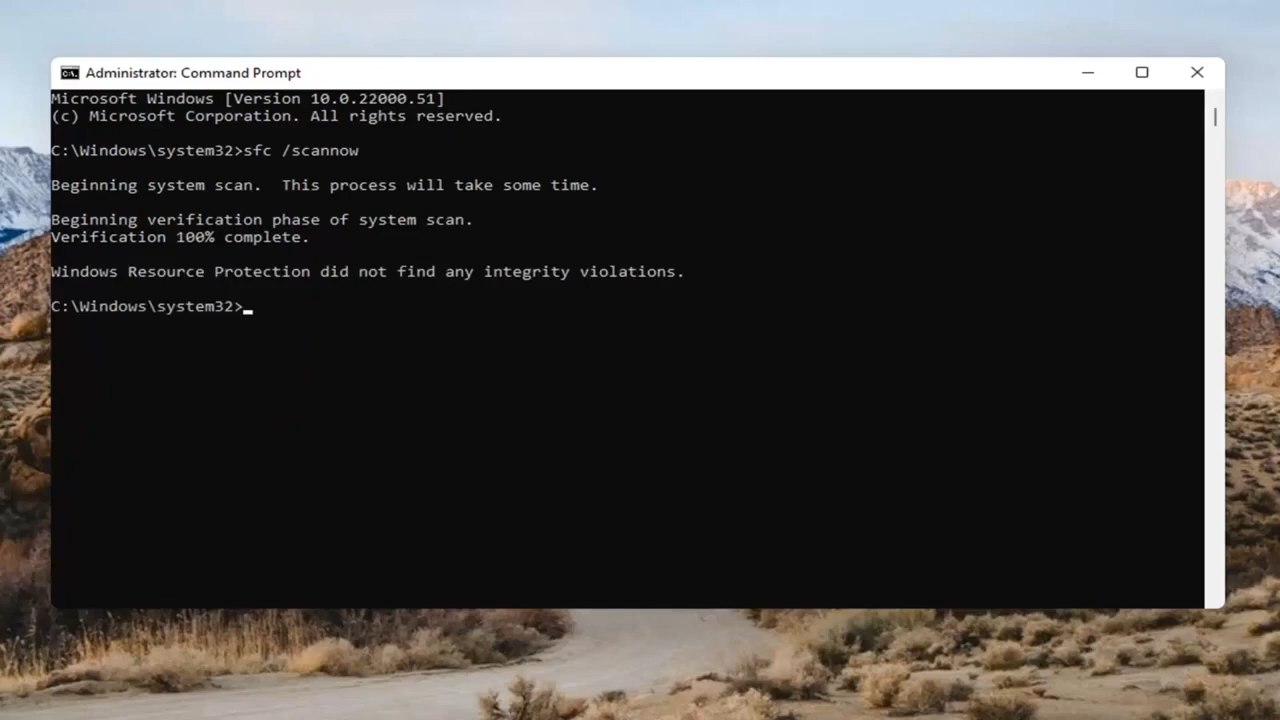 Administrator: Command Prompt
Microsoft Windows [Version 10.0.22000.51]
(c) Microsoft Corporation. All rights reserved.
C:\Windows\system32>sfc /scannow
Beginning system scan.  This process will take some time.
Beginning verification phase of system scan.
Verification 100% complete.
Windows Resource Protection did not find any integrity violations.
C:\Windows\system32>